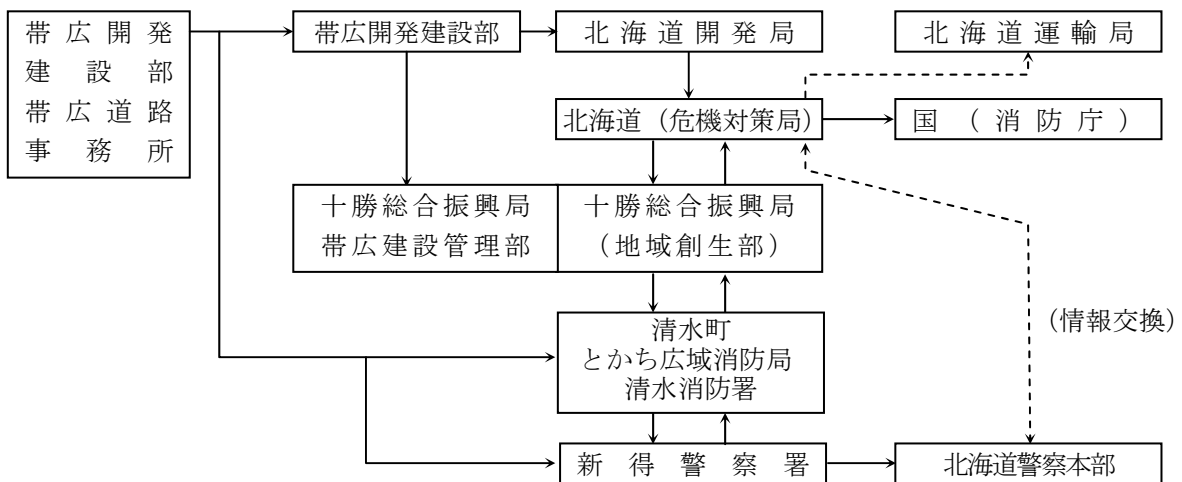 帯広開発
建設部
帯広道路
事務所
帯広開発建設部
北海道開発局
北海道運輸局
北海道（危機対策局）
国（消防庁）
十勝総合振興局
帯広建設管理部
十勝総合振興局
（地域創生部）
清水町
とかち広域消防局
清水消防署
（情報交換）
新得警察署
北海道警察本部